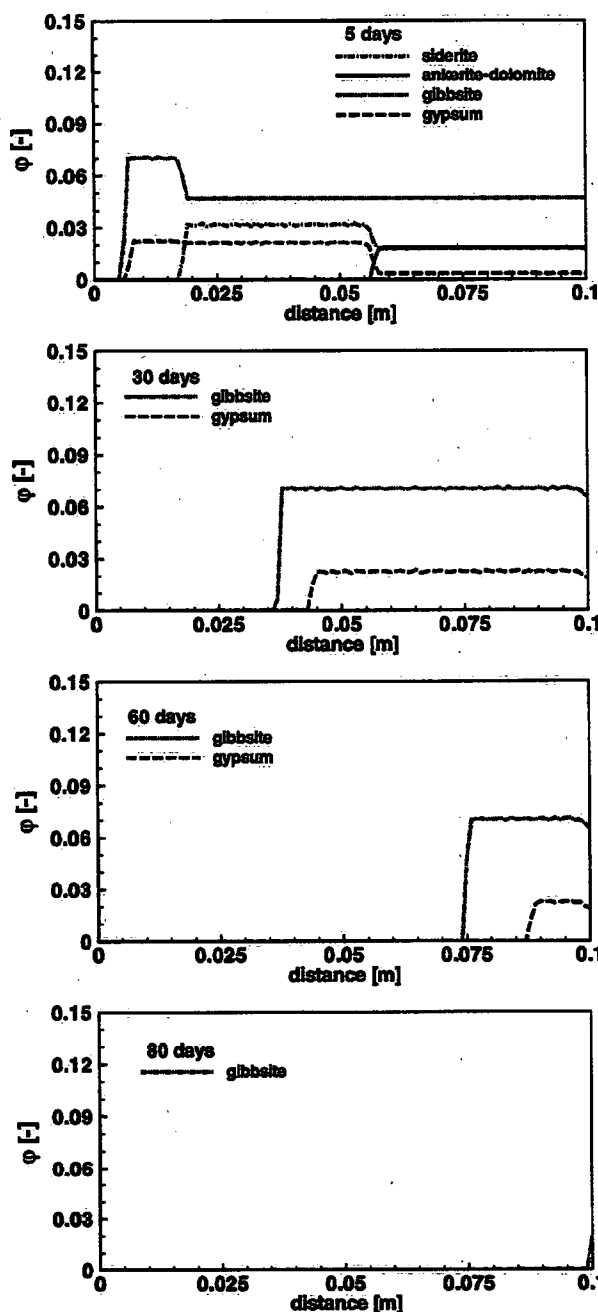 0.15
5 days
siderite
ankerite-dolomite
gibbsite
gypsum
0.12
0.09
φ [-]
0.06
0.03
0
0 0.025 0.05 0.075 0.1
distance [m]
0.15
30 days
gibbsite
gypsum
0.12
0.09
φ [-]
0.06
0.03
0
0 0.025 0.05 0.075 0.1
distance [m]
0.15
60 days
gibbsite
gypsum
0.12
0.09
φ [-]
0.06
0.03
0
0 0.025 0.05 0.075 0.1
distance [m]
0.15
80 days
gibbsite
0.12
0.09
φ [-]
0.06
0.03
0
0 0.025 0.05 0.075 0.1
distance [m]